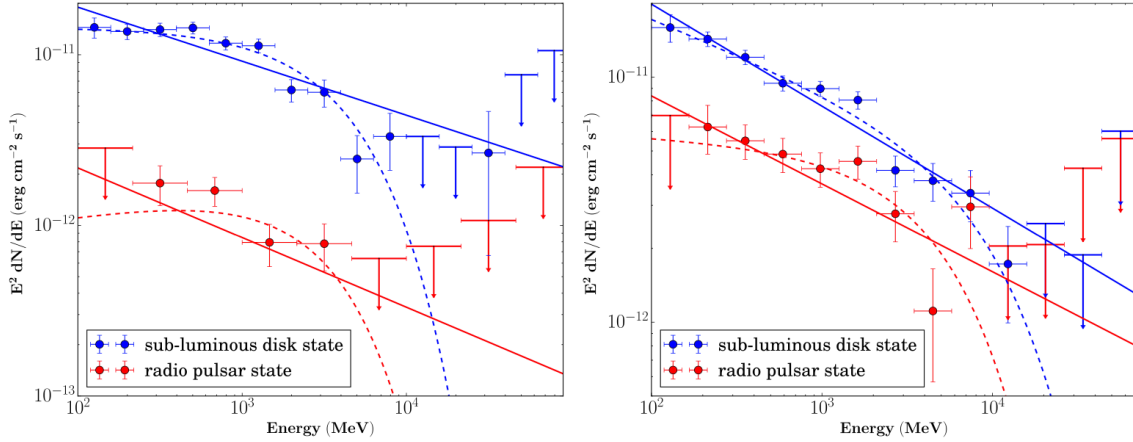 E² dN/dE (erg cm⁻² s⁻¹)
10⁻¹¹
10⁻¹²
10⁻¹³
sub-luminous disk state
radio pulsar state
10² 10³ 10⁴
Energy (MeV)
E² dN/dE (erg cm⁻² s⁻¹)
10⁻¹¹
10⁻¹²
sub-luminous disk state
radio pulsar state
10² 10³ 10⁴
Energy (MeV)